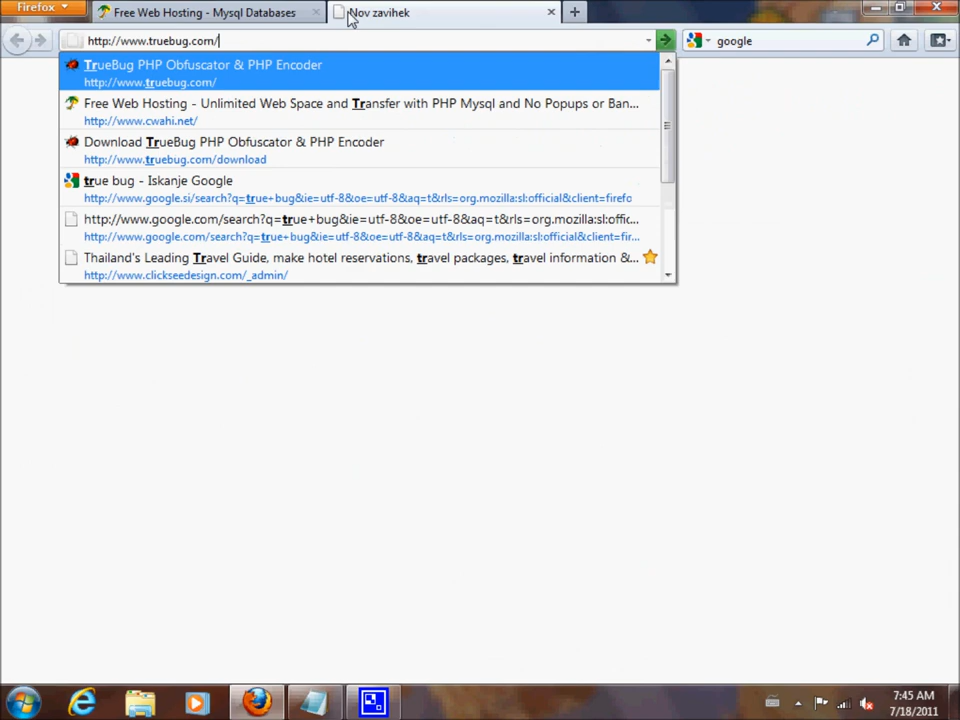 Firefox
Free Web Hosting - Mysql Databases
Nov zavihek
http://www.truebug.com/
google
TrueBug PHP Obfuscator & PHP Encoder
http://www.truebug.com/
Free Web Hosting - Unlimited Web Space and Transfer with PHP Mysql and No Popups or Ban...
http://www.cwahi.net/
Download TrueBug PHP Obfuscator & PHP Encoder
http://www.truebug.com/download
true bug - Iskanje Google
http://www.google.si/search?q=true+bug&ie=utf-8&oe=utf-8&aq=t&rls=org.mozilla:sl:official&client=firefo
http://www.google.com/search?q=true+bug&ie=utf-8&oe=utf-8&aq=t&rls=org.mozilla:sl:offic...
http://www.google.com/search?q=true+bug&ie=utf-8&oe=utf-8&aq=t&rls=org.mozilla:sl:official&client=fir...
Thailand's Leading Travel Guide, make hotel reservations, travel packages, travel information &...
http://www.clickseedesign.com/_admin/
7:45 AM
7/18/2011